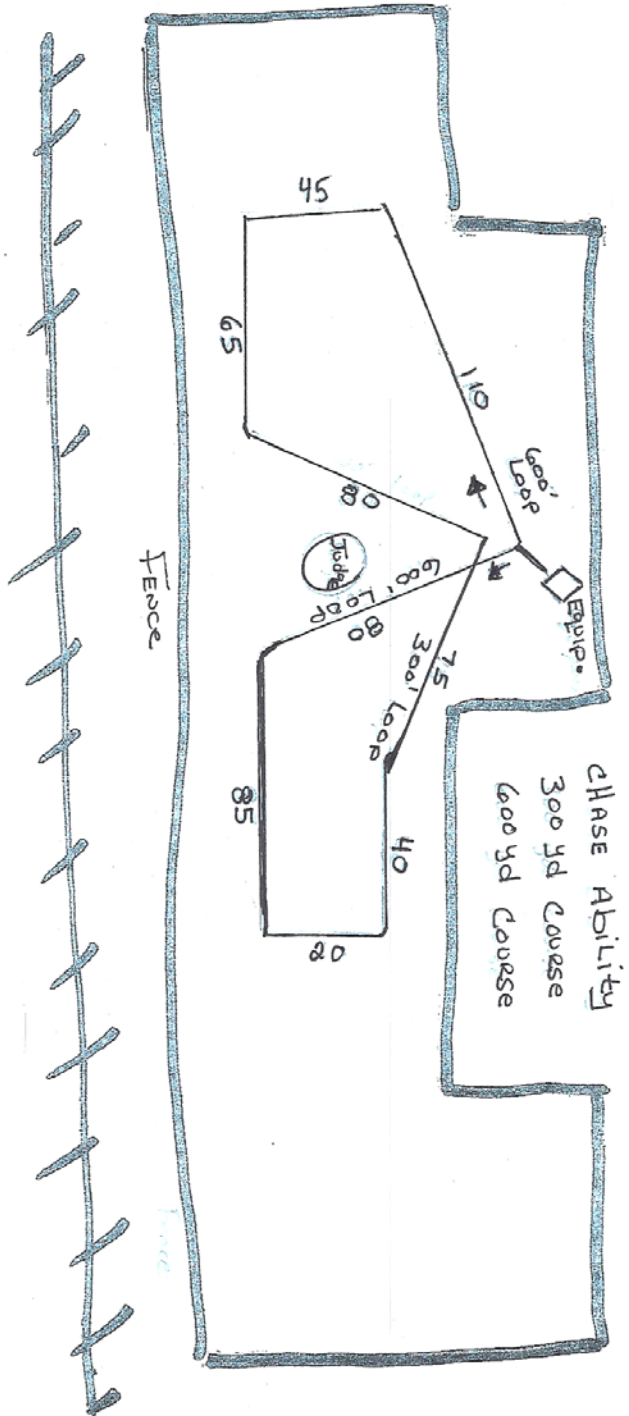 CHASE Ability
300 yd COURSE
600 yd COURSE
EQUIP.
600'
LOOP
110
45
65
80
Judge
600' LOOP
80
75
300' LOOP
40
85
20
FENCE
Fence